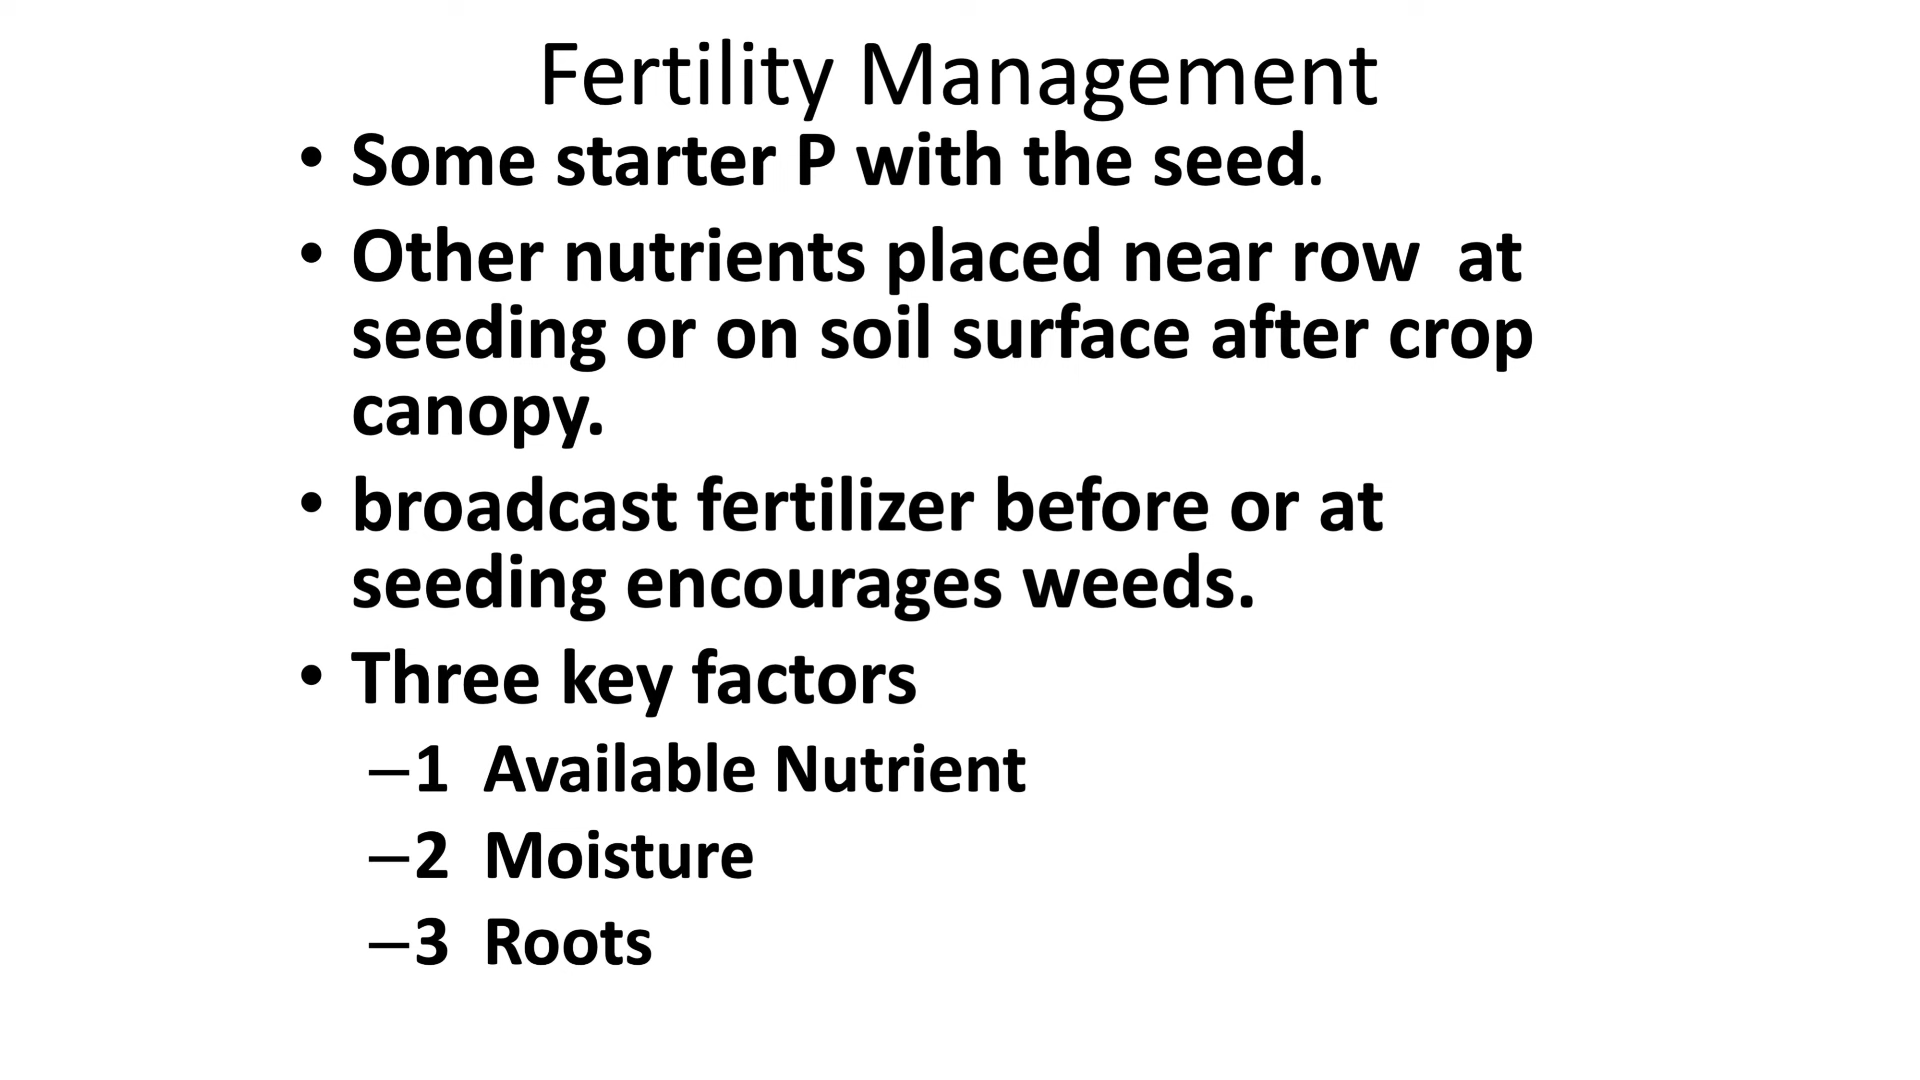 Fertility Management
• Some starter P with the seed.
• Other nutrients placed near row  at
seeding or on soil surface after crop
canopy.
• broadcast fertilizer before or at
seeding encourages weeds.
• Three key factors
–1  Available Nutrient
–2  Moisture
–3  Roots